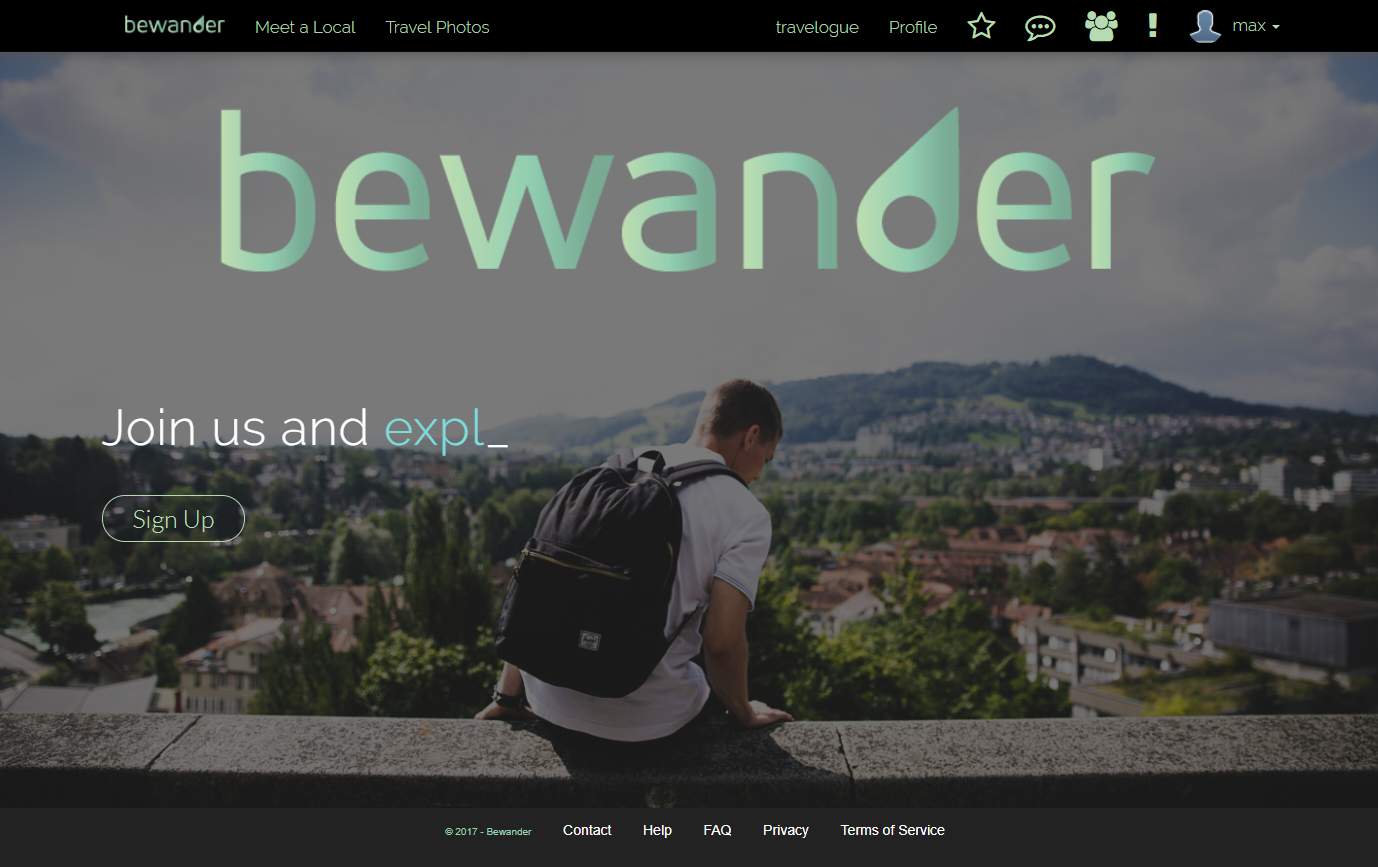 bewander Meet a Local Travel Photos travelogue Profile max
bewander
Join us and expl_
Sign Up
© 2017 - Bewander Contact Help FAQ Privacy Terms of Service